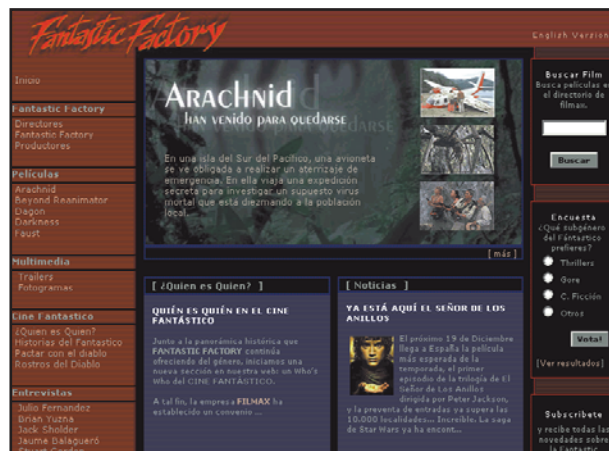 Fantastic Factory
English Version
Inicio
Fantastic Factory
Directores
Fantastic Factory
Productores
Películas
Arachnid
Beyond Reanimator
Dagon
Darkness
Faust
Multimedia
Trailers
Fotogramas
Cine Fantastico
¿Quien es Quien?
Historias del Fantastico
Pactar con el diablo
Rostros del Diablo
Entrevistas
Julio Fernandez
Brian Yuzna
Jack Sholder
Jaume Balagueró
Stuart Gordon
ARACHNID
HAN VENIDO PARA QUEDARSE
En una isla del Sur del Pacífico, una avioneta
se ve obligada a realizar un aterrizaje de
emergencia. En ella viaja una expedición
secreta para investigar un supuesto virus
mortal que está diezmando a la población
local.
[más]
[ ¿Quien es Quien? ]
QUIÉN ES QUIÉN EN EL CINE
FANTÁSTICO
Junto a la panorámica histórica que
FANTASTIC FACTORY continúa
ofreciendo del género, iniciamos una
nueva sección en nuestra web: un Who's
Who del CINE FANTÁSTICO.
A tal fin, la empresa FILMAX ha
establecido un convenio ...
[ Noticias ]
YA ESTÁ AQUÍ EL SEÑOR DE LOS
ANILLOS
El próximo 19 de Diciembre
llega a España la película
más esperada de la
temporada, el primer
episodio de la trilogía de El
Señor de Los Anillos
dirigida por Peter Jackson,
y la preventa de entradas ya supera las
10.000 localidades... Increíble. La saga
de Star Wars ya ha encont...
Buscar Film
Busca películas en
el directorio de
filmax.
Buscar
Encuesta
¿Qué subgénero
del Fántastico
prefieres?
Thrillers
Gore
C. Ficción
Otros
Vota!
[Ver resultados]
Subscribete
y recibe todas las
novedades sobre
la Fantastic